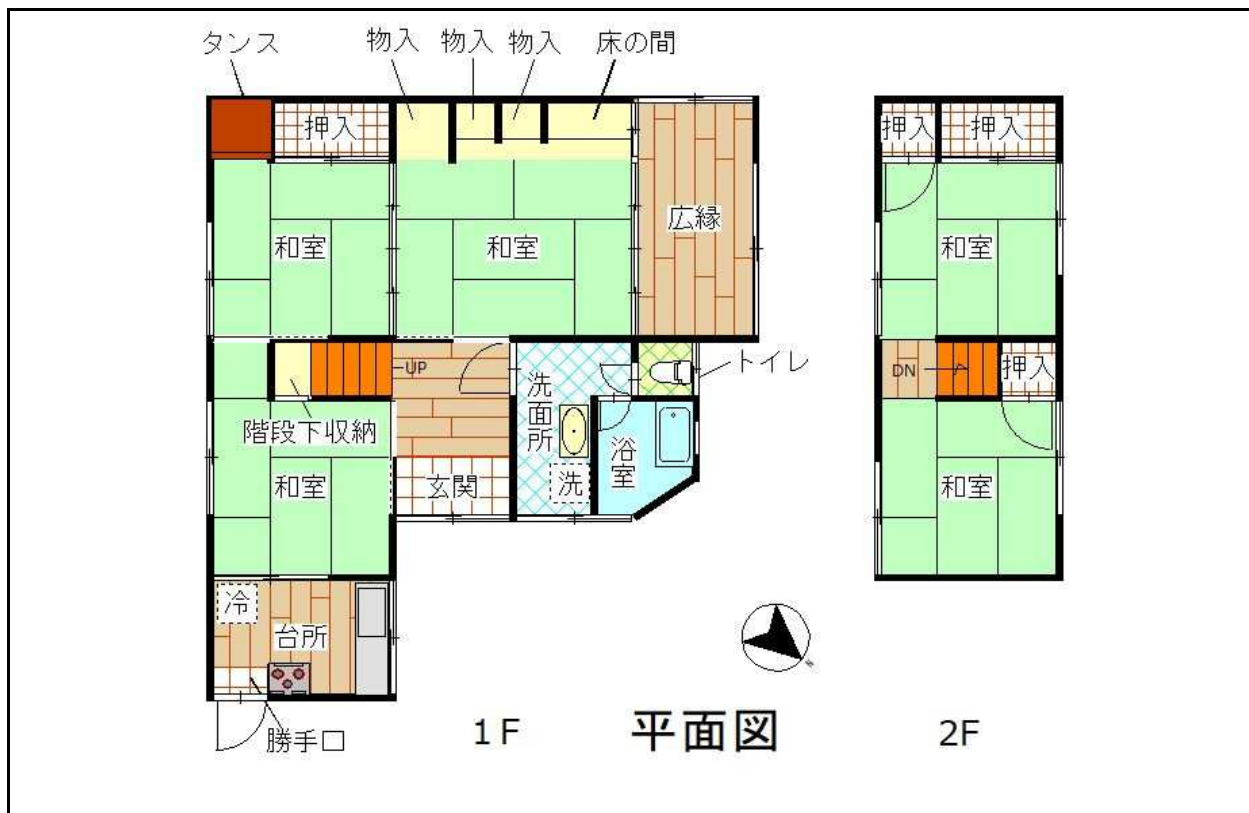 タンス
物入
物入
物入
床の間
押入
押入
押入
和室
和室
広縁
和室
UP
トイレ
DN
押入
洗面所
階段下収納
浴室
和室
玄関
洗
和室
冷
台所
勝手口
N
1F
平面図
2F